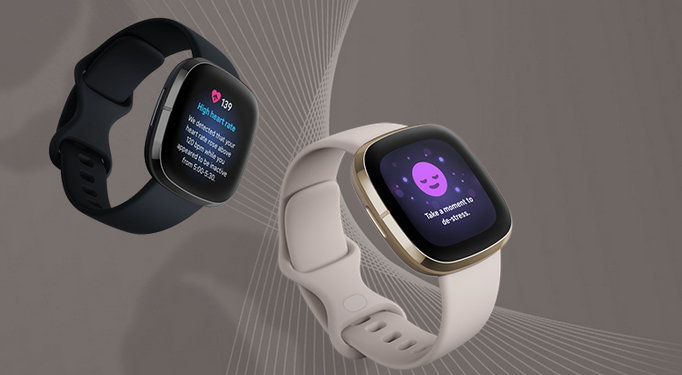 139
High heart rate
We detected that your
heart rate rose above
120 bpm while you
appeared to be inactive
from 5:00-5:30.
Take a moment to
de-stress.